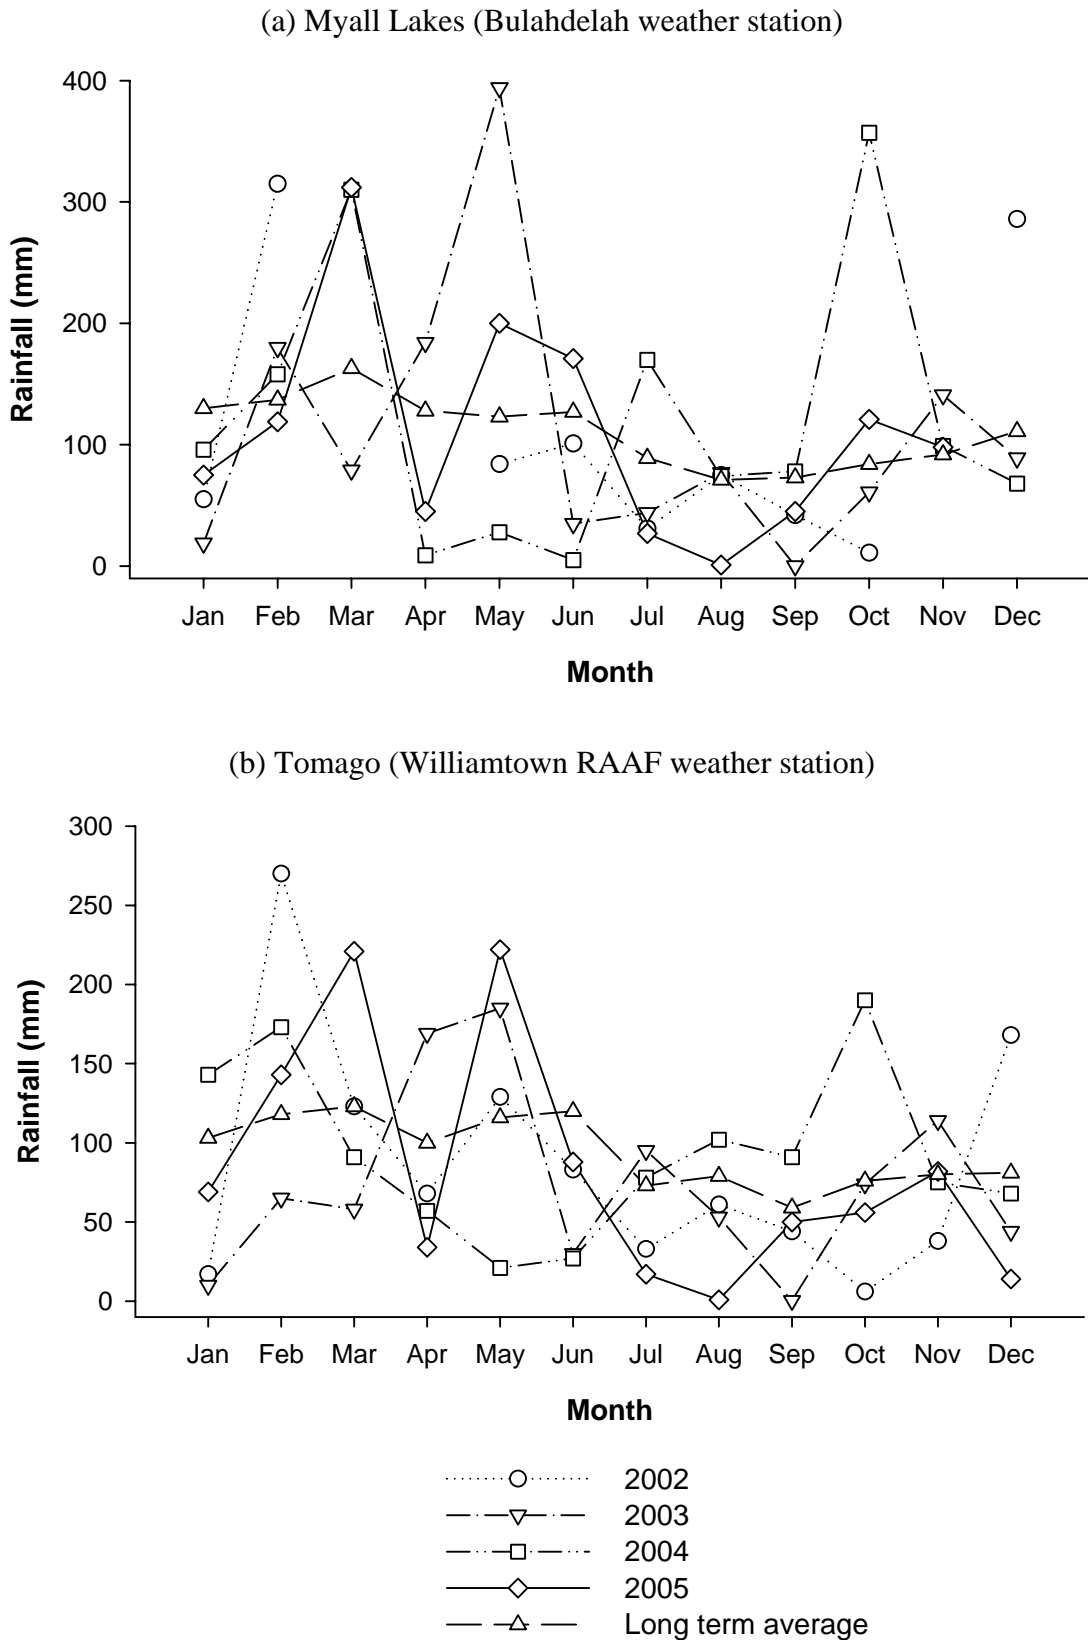 (a) Myall Lakes (Bulahdelah weather station)
400
300
200
100
0
Rainfall (mm)
Jan Feb Mar Apr May Jun Jul Aug Sep Oct Nov Dec
Month
(b) Tomago (Williamtown RAAF weather station)
300
250
200
150
100
50
0
Rainfall (mm)
Jan Feb Mar Apr May Jun Jul Aug Sep Oct Nov Dec
Month
2002
2003
2004
2005
Long term average